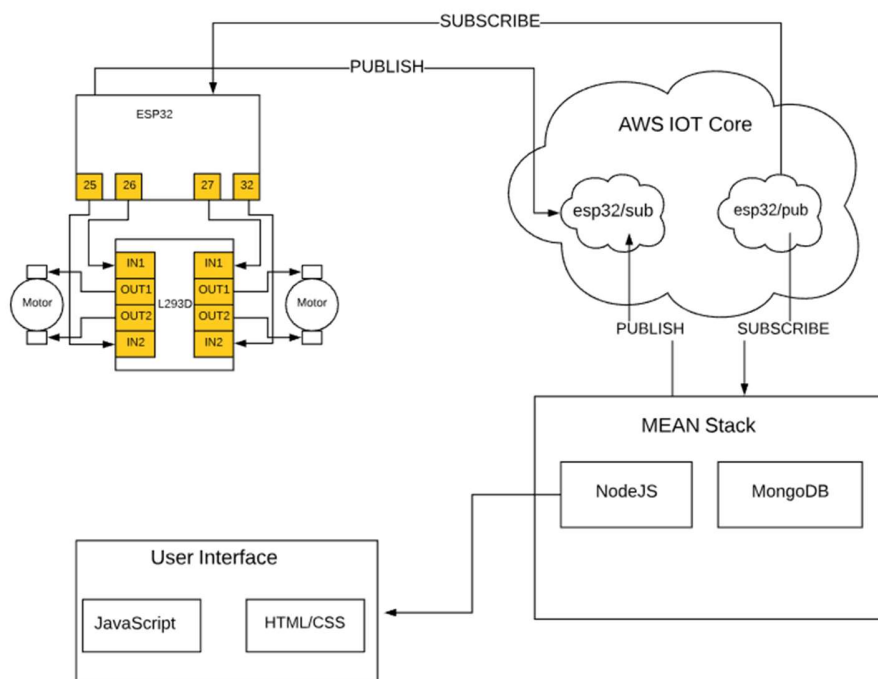 SUBSCRIBE
PUBLISH
ESP32
25 26 27 32
AWS IOT Core
esp32/sub
esp32/pub
IN1 IN1
OUT1 OUT1
Motor L293D Motor
OUT2 OUT2
IN2 IN2
PUBLISH SUBSCRIBE
MEAN Stack
NodeJS MongoDB
User Interface
JavaScript HTML/CSS